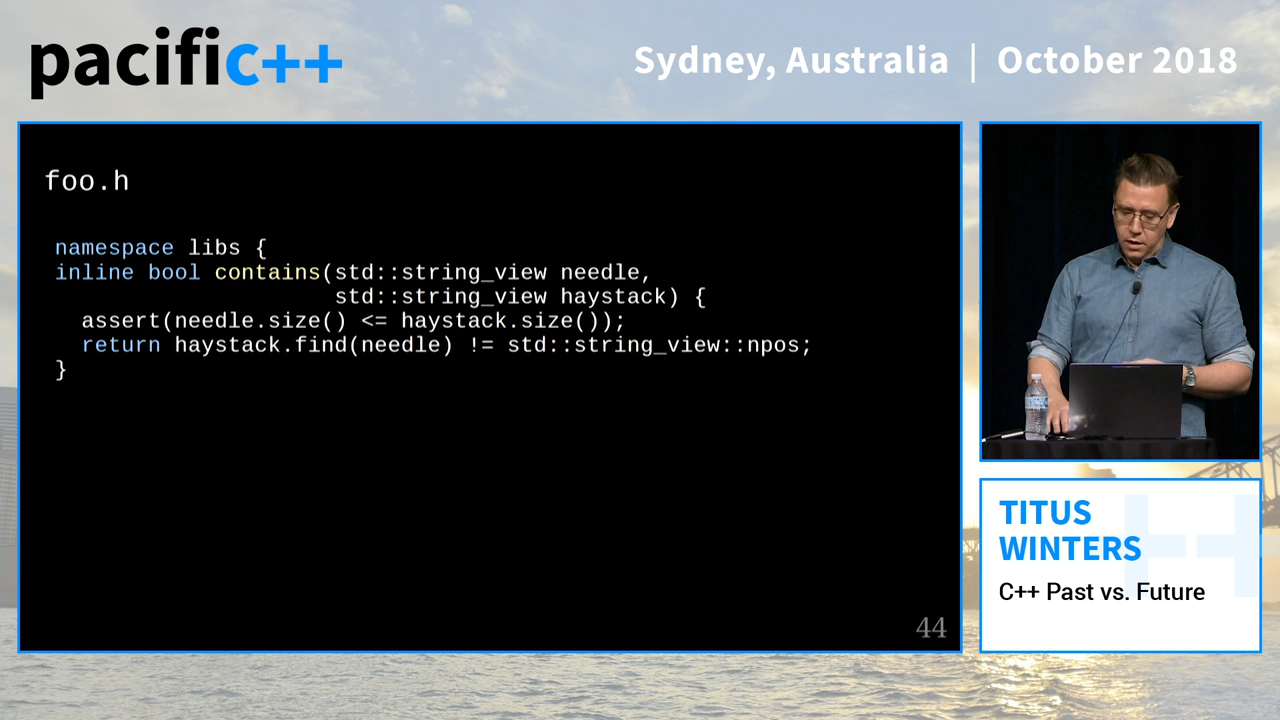 pacific++
Sydney, Australia | October 2018
foo.h
namespace libs {
inline bool contains(std::string_view needle,
                     std::string_view haystack) {
  assert(needle.size() <= haystack.size());
  return haystack.find(needle) != std::string_view::npos;
}
44
TITUS
WINTERS
C++ Past vs. Future